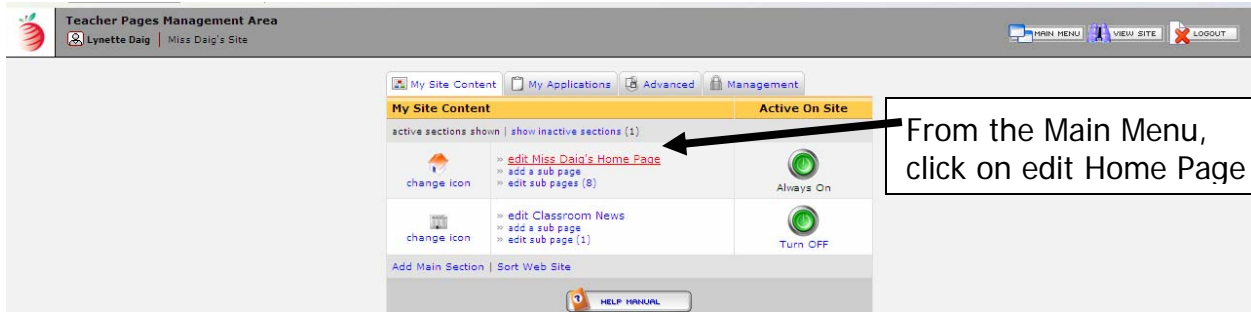 Teacher Pages Management Area
Lynette Daig | Miss Daig's Site
MAIN MENU
VIEW SITE
LOGOUT
My Site Content
My Applications
Advanced
Management
My Site Content
Active On Site
active sections shown | show inactive sections (1)
change icon
» edit Miss Daig's Home Page
» add a sub page
» edit sub pages (8)
Always On
change icon
» edit Classroom News
» add a sub page
» edit sub page (1)
Turn OFF
Add Main Section | Sort Web Site
HELP MANUAL
From the Main Menu,
click on edit Home Page